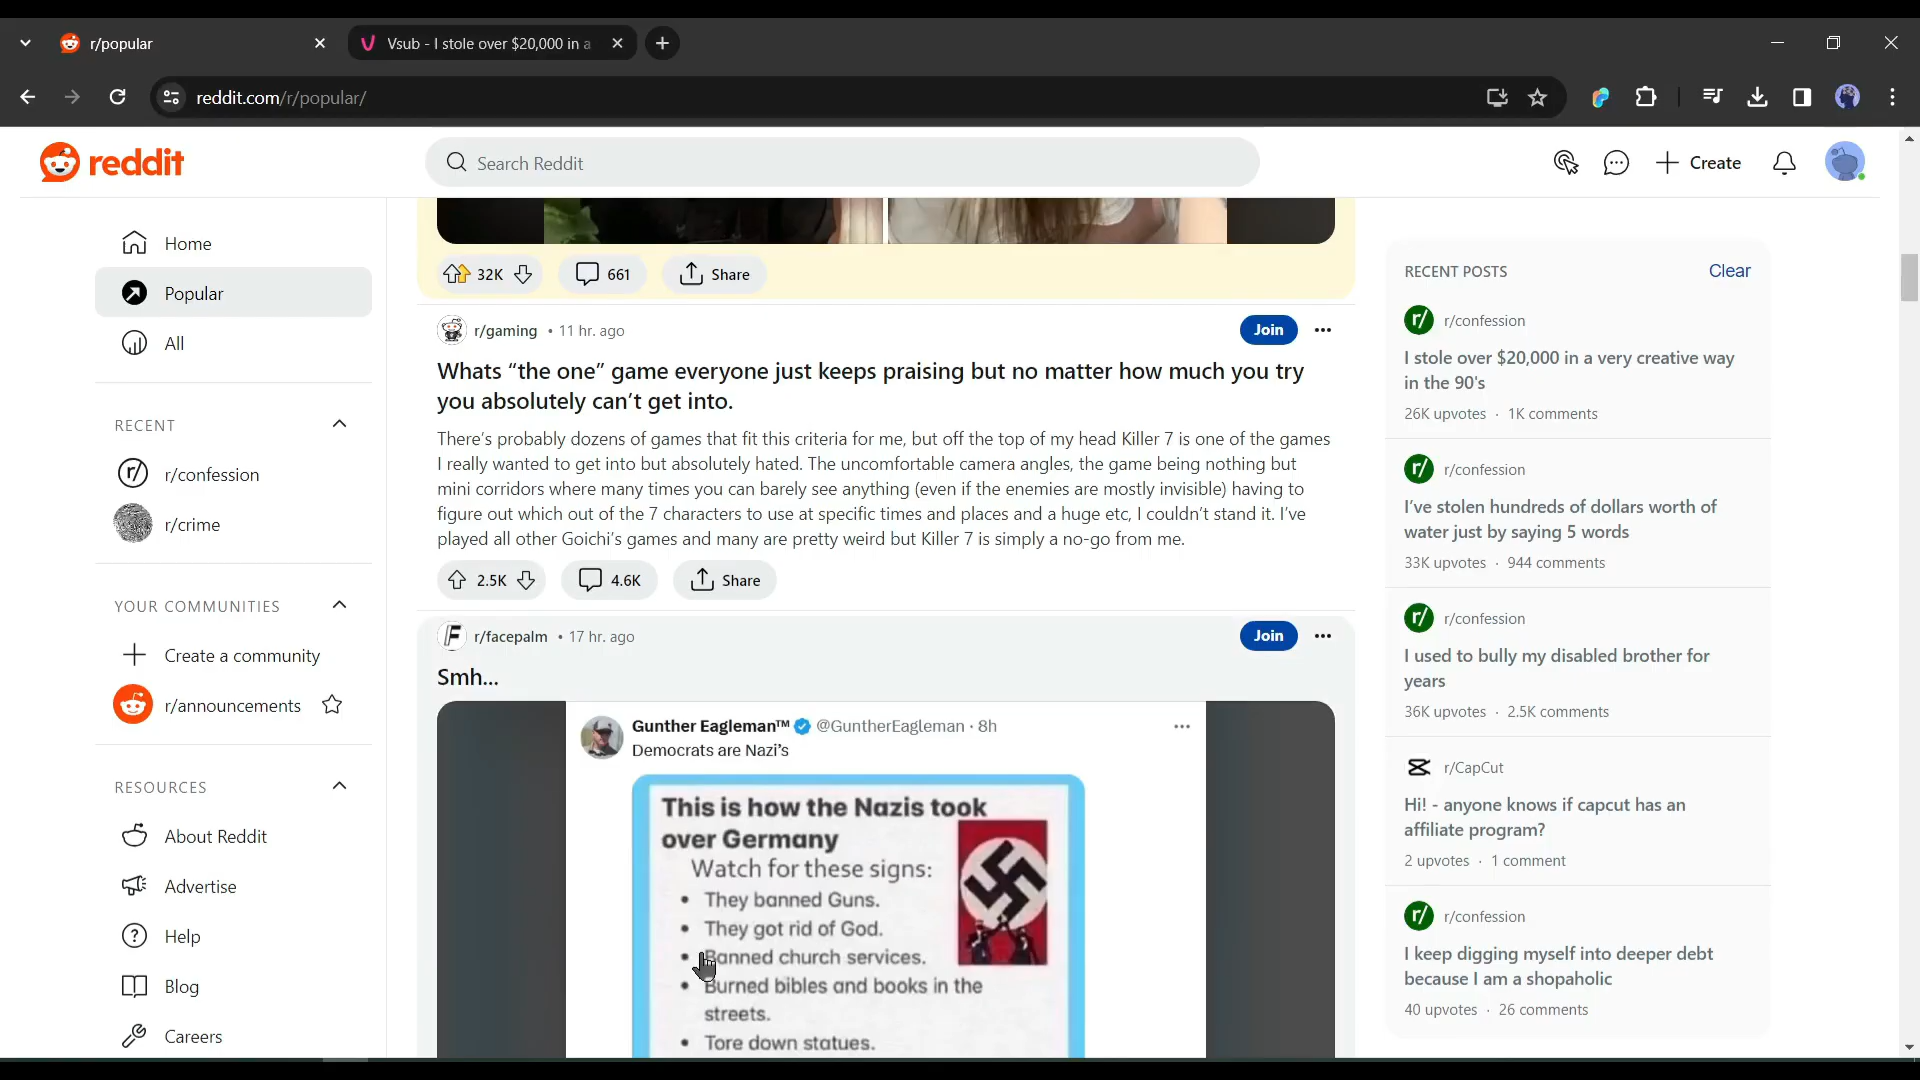 r/popular
Vsub - I stole over $20,000 in a
reddit.com/r/popular/
reddit
Search Reddit
Create
Home
Popular
All
RECENT
r/confession
r/crime
YOUR COMMUNITIES
Create a community
r/announcements
RESOURCES
About Reddit
Advertise
Help
Blog
Careers
32K
661
Share
r/gaming • 11 hr. ago
Join
Whats “the one” game everyone just keeps praising but no matter how much you try
you absolutely can’t get into.
There’s probably dozens of games that fit this criteria for me, but off the top of my head Killer 7 is one of the games
I really wanted to get into but absolutely hated. The uncomfortable camera angles, the game being nothing but
mini corridors where many times you can barely see anything (even if the enemies are mostly invisible) having to
figure out which out of the 7 characters to use at specific times and places and a huge etc, I couldn’t stand it. I’ve
played all other Goichi’s games and many are pretty weird but Killer 7 is simply a no-go from me.
2.5K
4.6K
Share
r/facepalm • 17 hr. ago
Join
Smh...
Gunther Eagleman™ @GuntherEagleman · 8h
Democrats are Nazi’s
This is how the Nazis took
over Germany
Watch for these signs:
• They banned Guns.
• They got rid of God.
• Banned church services.
• Burned bibles and books in the
streets.
• Tore down statues.
RECENT POSTS
Clear
r/confession
I stole over $20,000 in a very creative way
in the 90's
26K upvotes · 1K comments
r/confession
I’ve stolen hundreds of dollars worth of
water just by saying 5 words
33K upvotes · 944 comments
r/confession
I used to bully my disabled brother for
years
36K upvotes · 2.5K comments
r/CapCut
Hi! - anyone knows if capcut has an
affiliate program?
2 upvotes · 1 comment
r/confession
I keep digging myself into deeper debt
because I am a shopaholic
40 upvotes · 26 comments